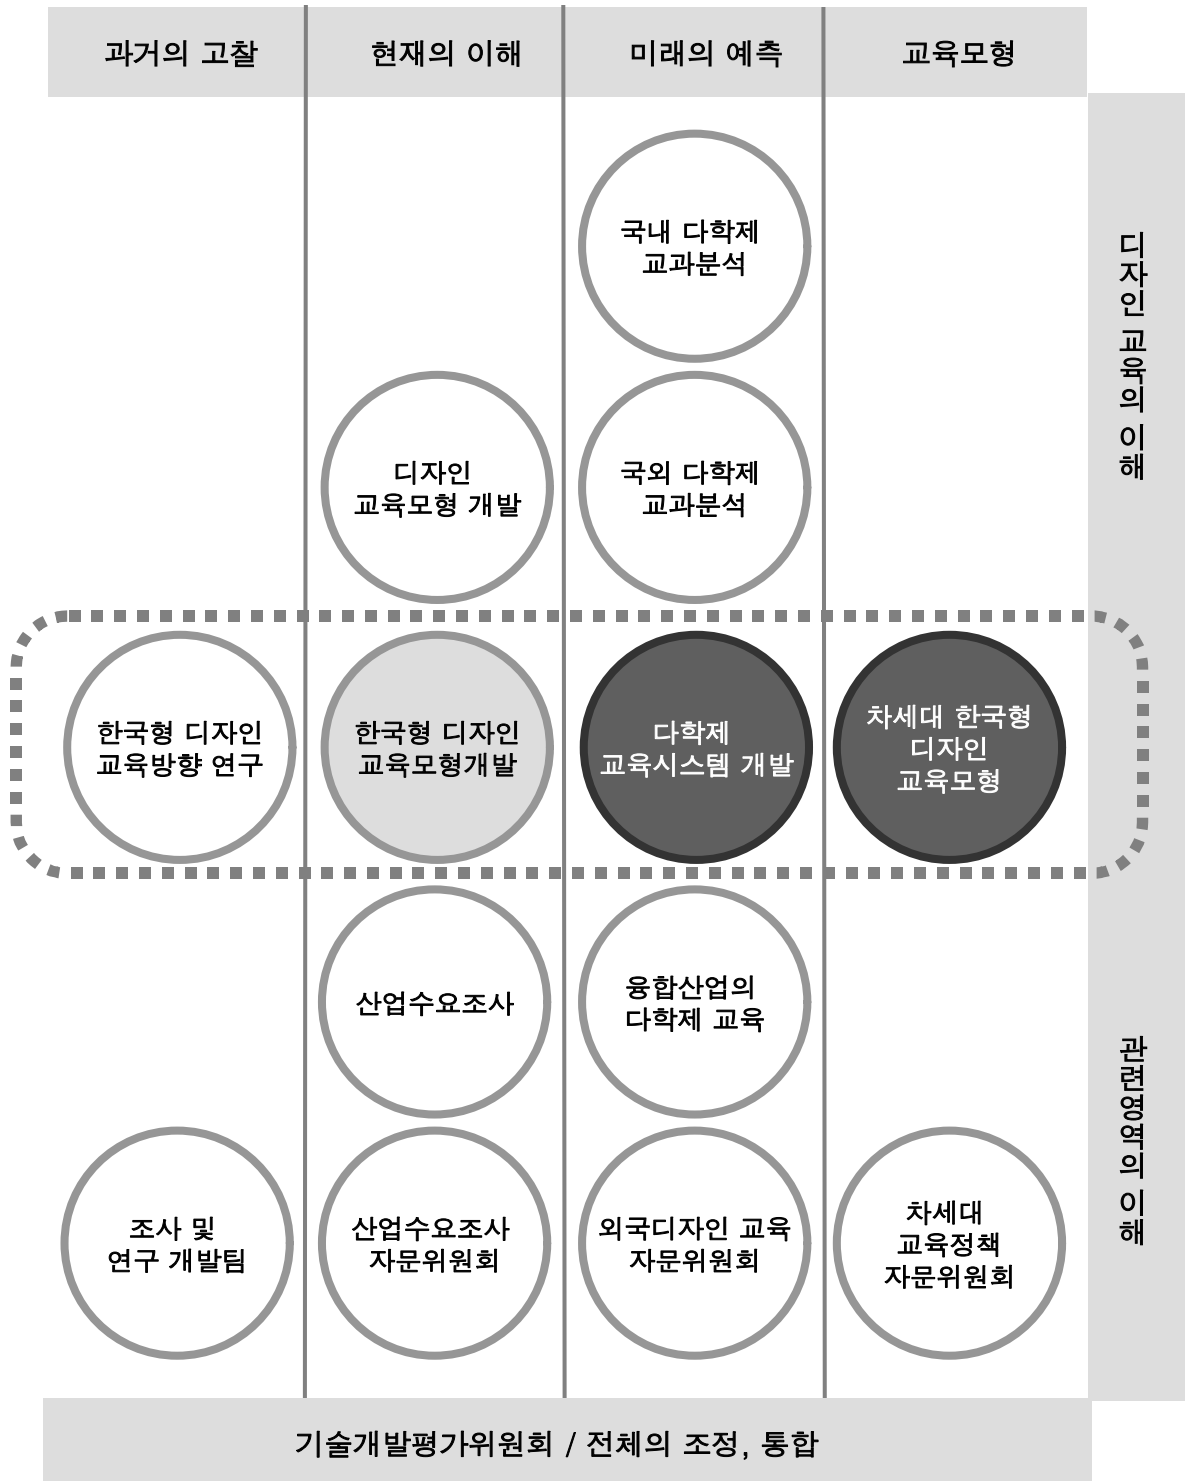 과거의 고찰
현재의 이해
미래의 예측
교육모형
디자인 교육의 이해
국내 다학제
교과분석
디자인
교육모형 개발
국외 다학제
교과분석
한국형 디자인
교육방향 연구
한국형 디자인
교육모형개발
다학제
교육시스템 개발
차세대 한국형
디자인
교육모형
산업수요조사
융합산업의
다학제 교육
관련영역의 이해
조사 및
연구 개발팀
산업수요조사
자문위원회
외국디자인 교육
자문위원회
차세대
교육정책
자문위원회
기술개발평가위원회 / 전체의 조정, 통합